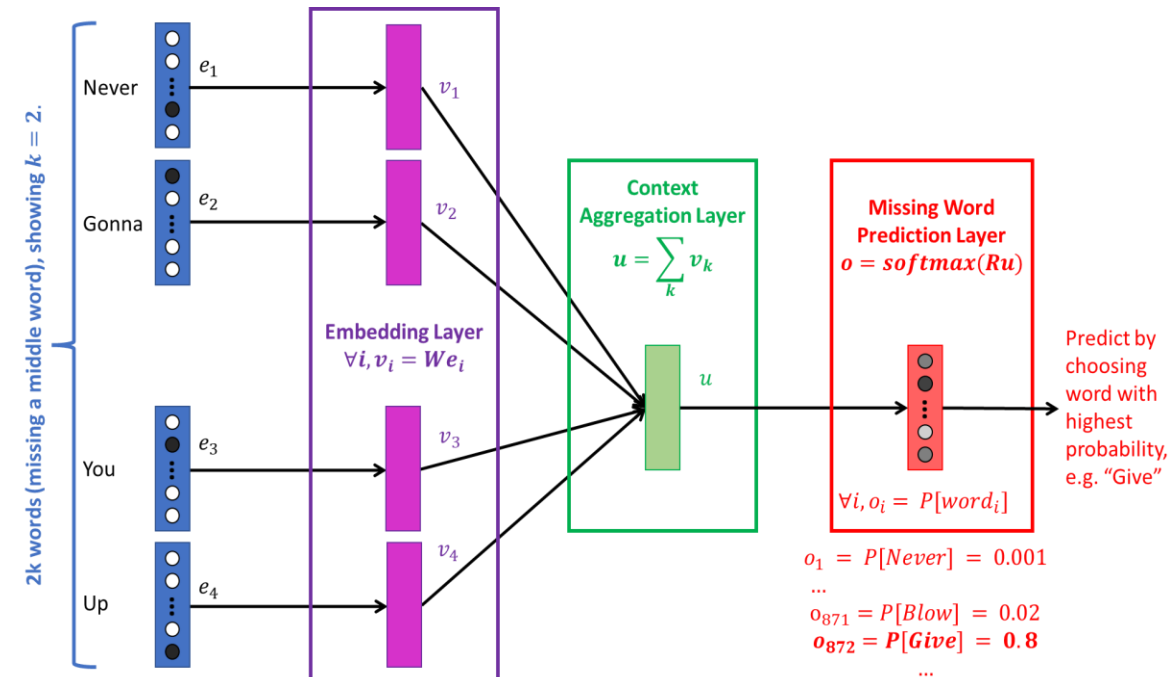 2k words (missing a middle word), showing k = 2.
Never
e₁
v₁
Gonna
e₂
v₂
You
e₃
v₃
Up
e₄
v₄
Embedding Layer
∀i, vᵢ = Weᵢ
Context
Aggregation Layer
u = ∑ₖ vₖ
u
Missing Word
Prediction Layer
o = softmax(Ru)
∀i, oᵢ = P[wordᵢ]
o₁ = P[Never] = 0.001
...
o₈₇₁ = P[Blow] = 0.02
o₈₇₂ = P[Give] = 0.8
...
Predict by
choosing
word with
highest
probability,
e.g. “Give”